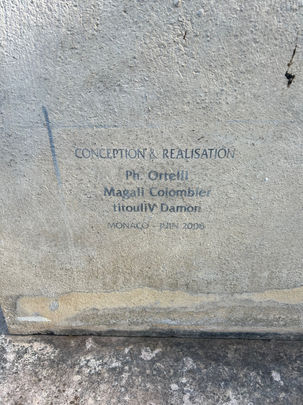 CONCEPTION & REALISATION
Ph. Ortelli
Magali Colombier
titouliV Damon
MONACO - JUIN 2006